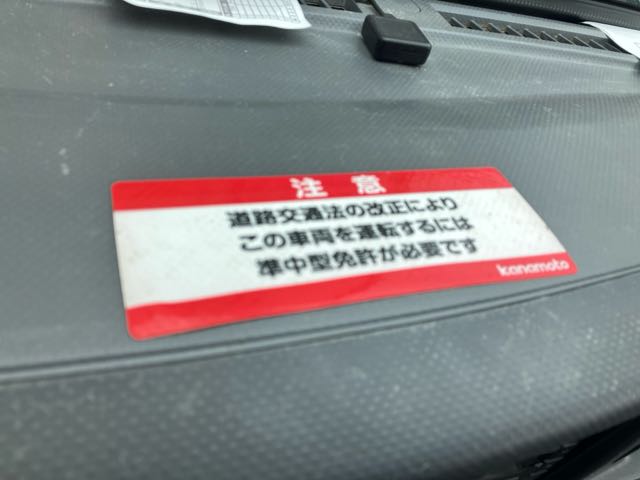 注意
道路交通法の改正により
この車両を運転するには
準中型免許が必要です
kanamoto